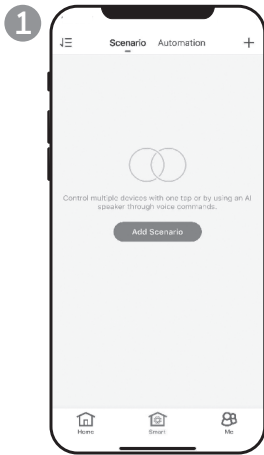 1
Scenario Automation +
Control multiple devices with one tap or by using an AI
speaker through voice commands.
Add Scenario
Home Smart Me